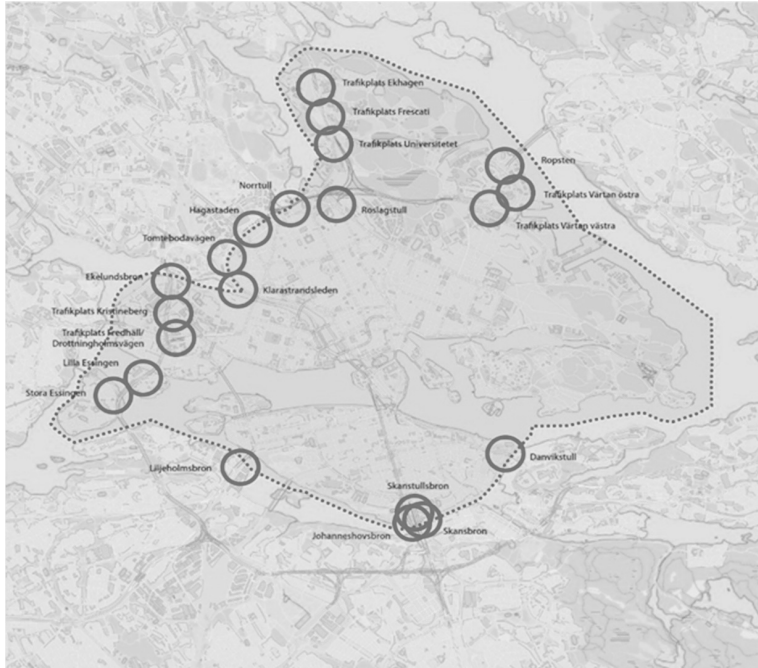 Trafikplats Ekhagen
Trafikplats Frescati
Trafikplats Universitetet
Ropsten
Norrtull
Trafikplats Värtan östra
Hagastaden
Roslagstull
Trafikplats Värtan västra
Tomtebodavägen
Ekelundsbron
Klarastrandsleden
Trafikplats Kristineberg
Trafikplats Fredhäll/
Drottningholmsvägen
Lilla Essingen
Stora Essingen
Danvikstull
Liljeholmsbron
Skanstullsbron
Skansbron
Johanneshovsbron